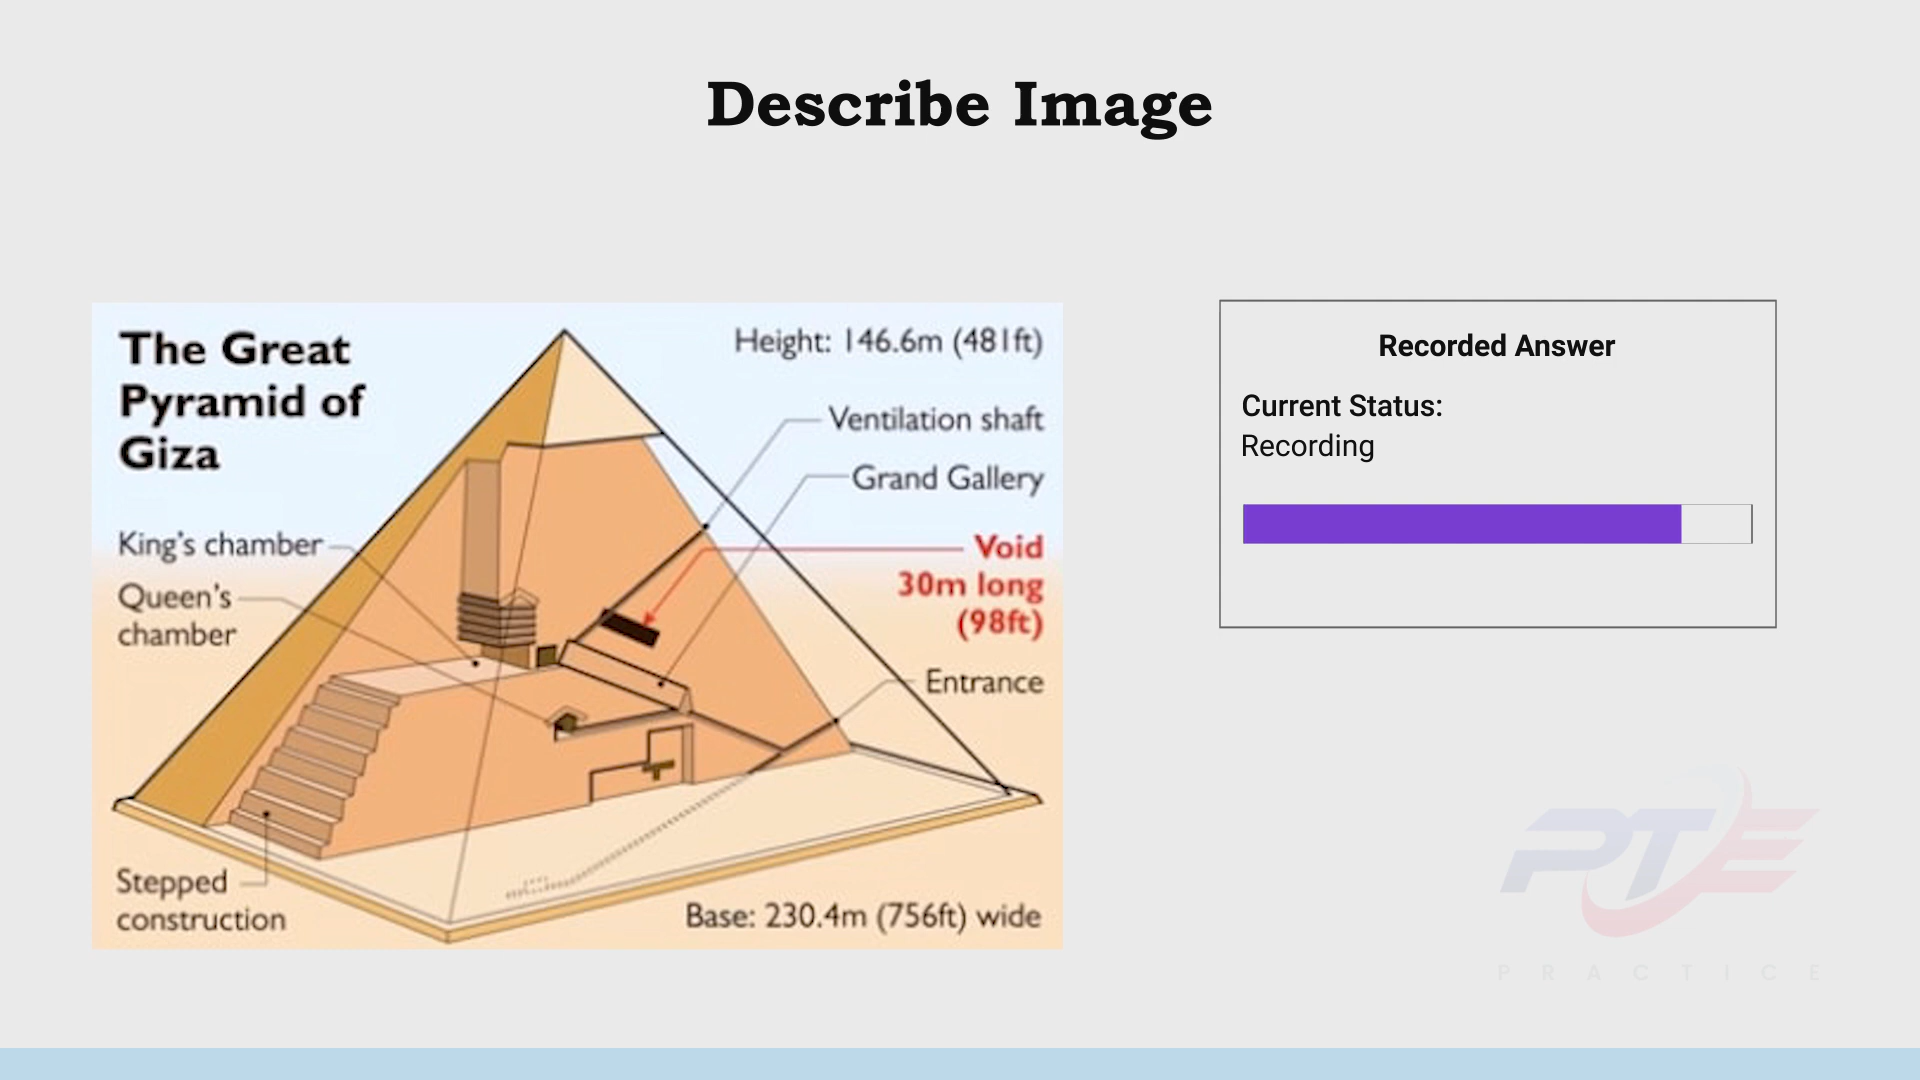 Describe Image
The Great
Pyramid of
Giza
Height: 146.6m (481ft)
Ventilation shaft
Grand Gallery
King's chamber
Queen's
chamber
Void
30m long
(98ft)
Entrance
Stepped
construction
Base: 230.4m (756ft) wide
Recorded Answer
Current Status:
Recording
PTE
PRACTICE